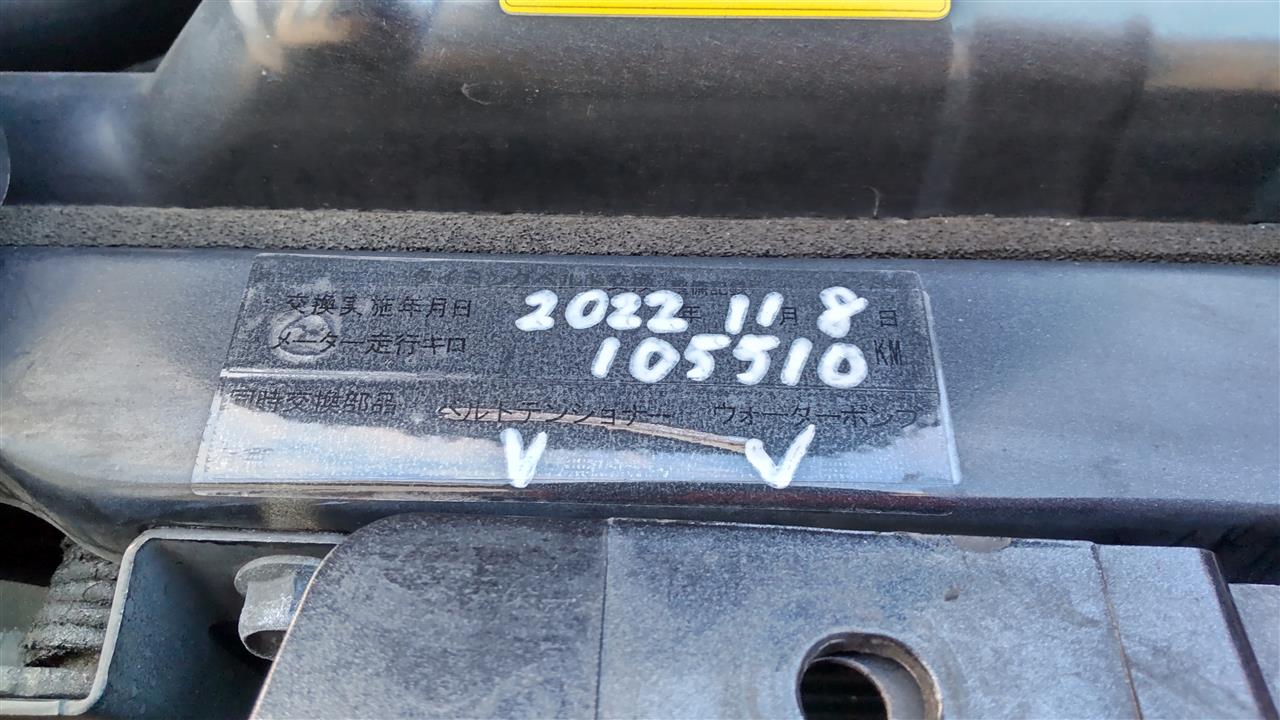 交換実施年月日 2022年 11月 8日
メーター走行キロ 105510 KM
同時交換部品 ベルトテンショナー ウォーターポンプ
V V